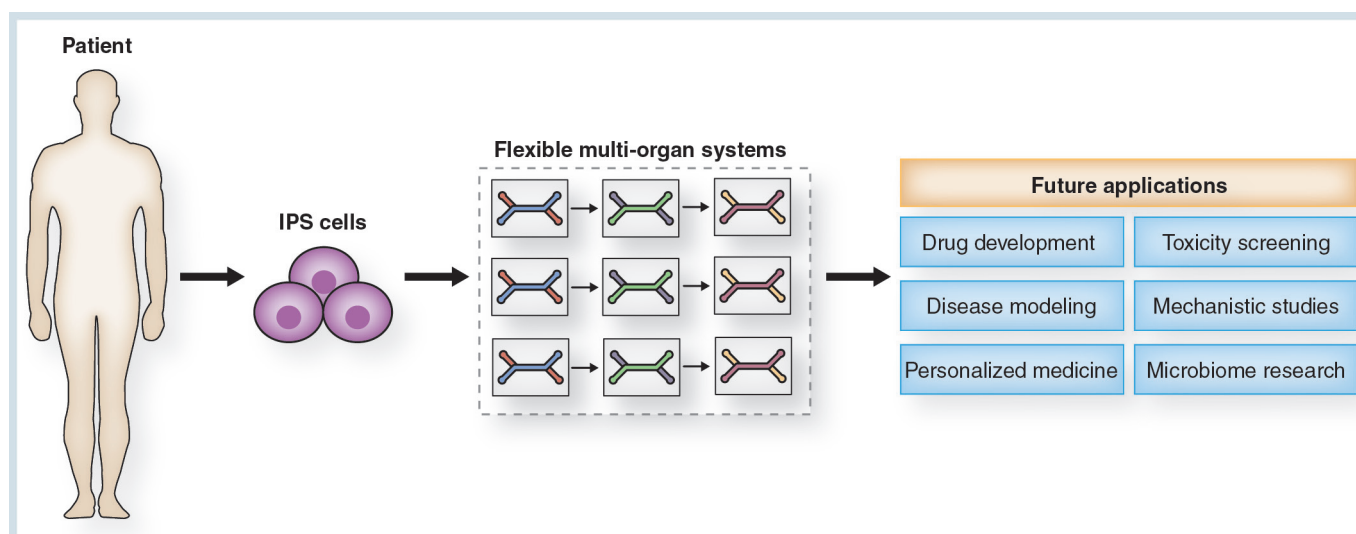 Patient
IPS cells
Flexible multi-organ systems
Future applications
Drug development
Toxicity screening
Disease modeling
Mechanistic studies
Personalized medicine
Microbiome research